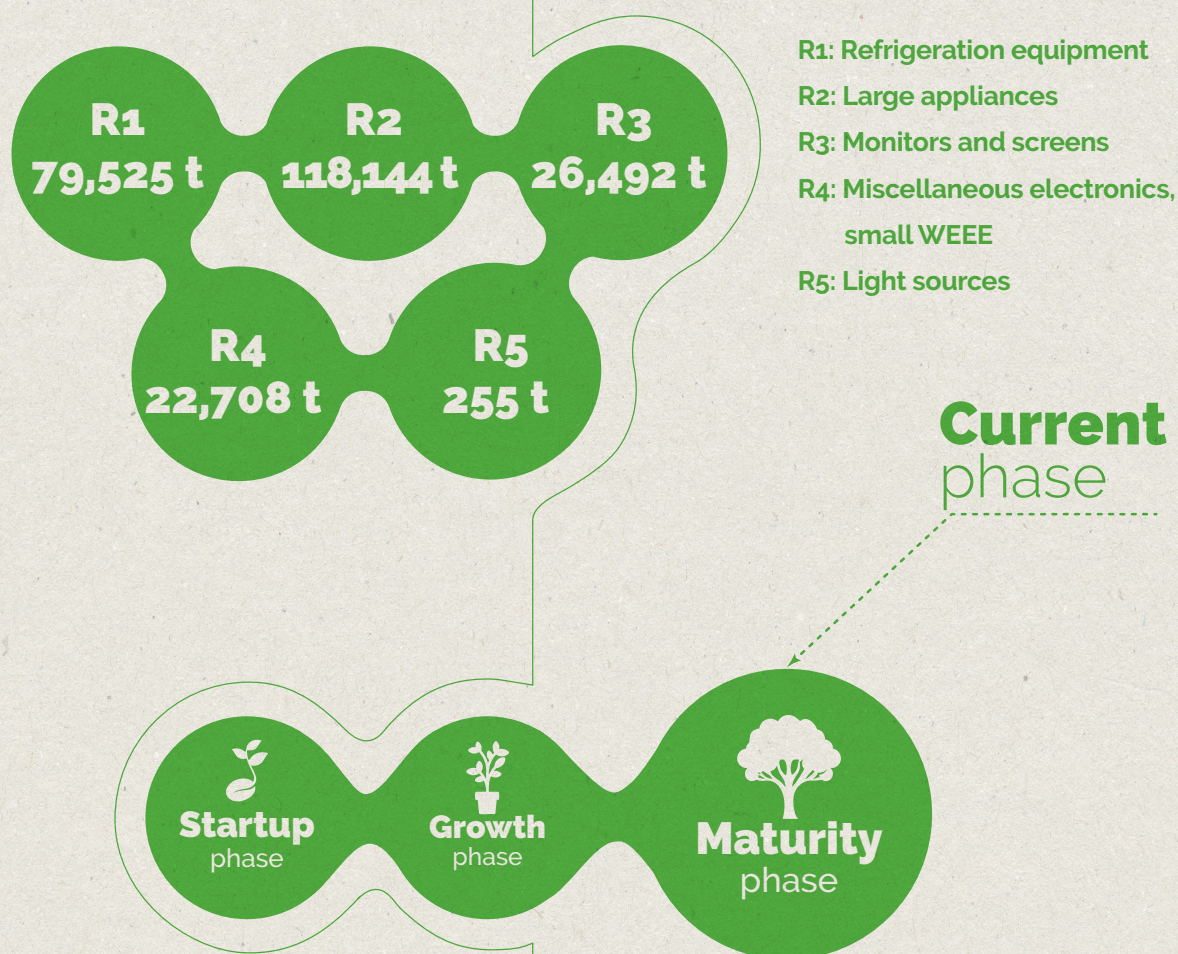 R1
79,525 t
R2
118,144 t
R3
26,492 t
R4
22,708 t
R5
255 t
R1: Refrigeration equipment
R2: Large appliances
R3: Monitors and screens
R4: Miscellaneous electronics,
small WEEE
R5: Light sources
Current
phase
Startup
phase
Growth
phase
Maturity
phase